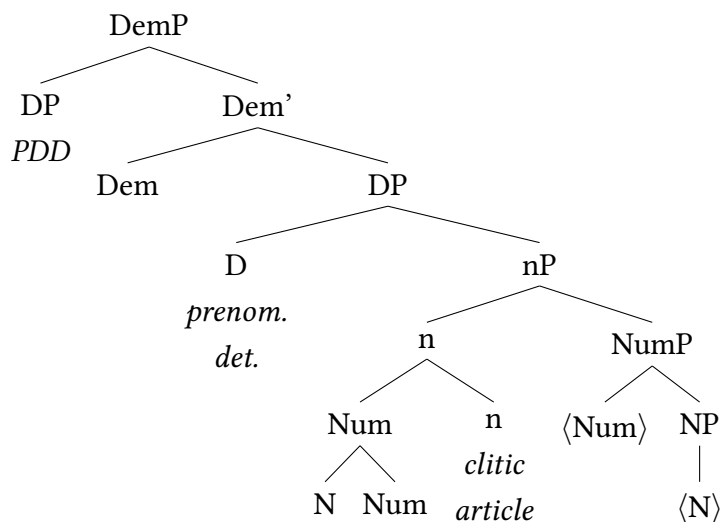 DemP
DP Dem’
PDD
Dem DP
D nP
prenom.
det.
n NumP
Num n ⟨Num⟩ NP
clitic
N Num article ⟨N⟩